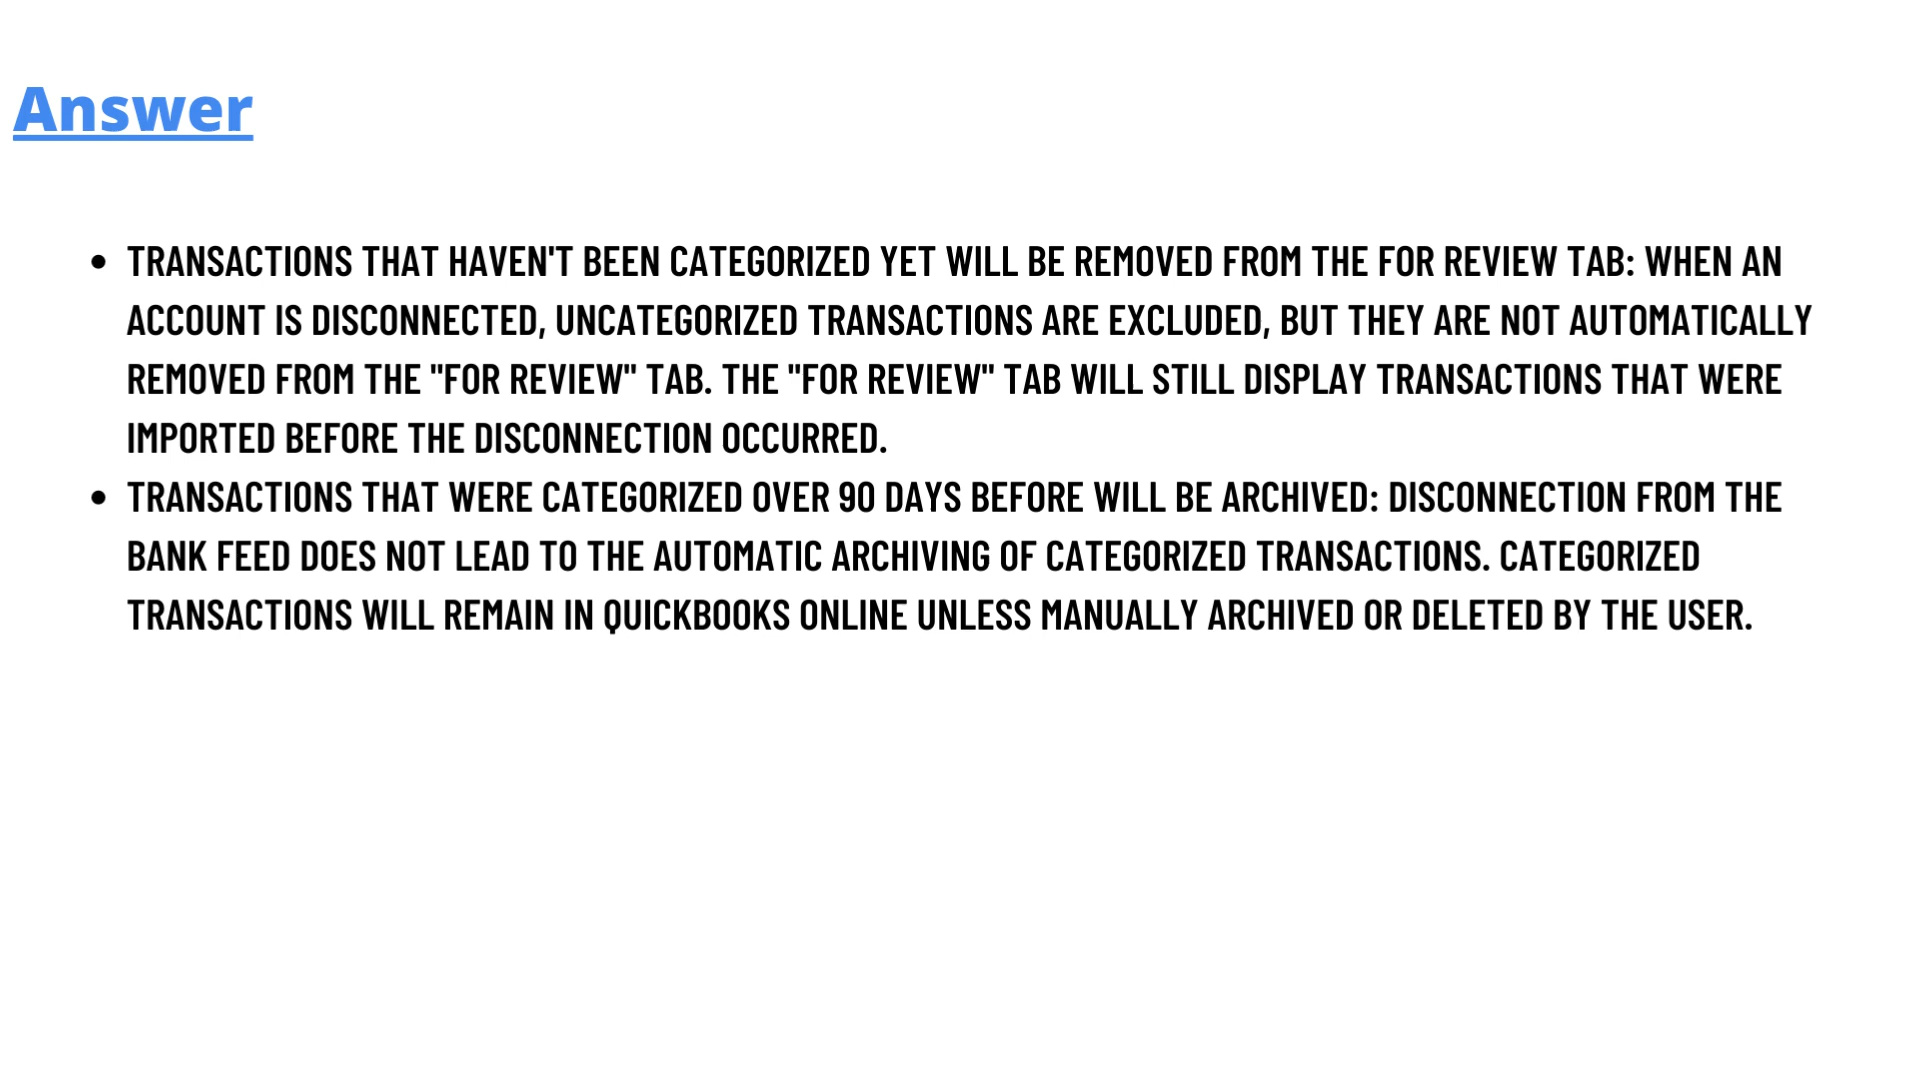 Answer
TRANSACTIONS THAT HAVEN'T BEEN CATEGORIZED YET WILL BE REMOVED FROM THE FOR REVIEW TAB: WHEN AN
ACCOUNT IS DISCONNECTED, UNCATEGORIZED TRANSACTIONS ARE EXCLUDED, BUT THEY ARE NOT AUTOMATICALLY
REMOVED FROM THE "FOR REVIEW" TAB. THE "FOR REVIEW" TAB WILL STILL DISPLAY TRANSACTIONS THAT WERE
IMPORTED BEFORE THE DISCONNECTION OCCURRED.
TRANSACTIONS THAT WERE CATEGORIZED OVER 90 DAYS BEFORE WILL BE ARCHIVED: DISCONNECTION FROM THE
BANK FEED DOES NOT LEAD TO THE AUTOMATIC ARCHIVING OF CATEGORIZED TRANSACTIONS. CATEGORIZED
TRANSACTIONS WILL REMAIN IN QUICKBOOKS ONLINE UNLESS MANUALLY ARCHIVED OR DELETED BY THE USER.